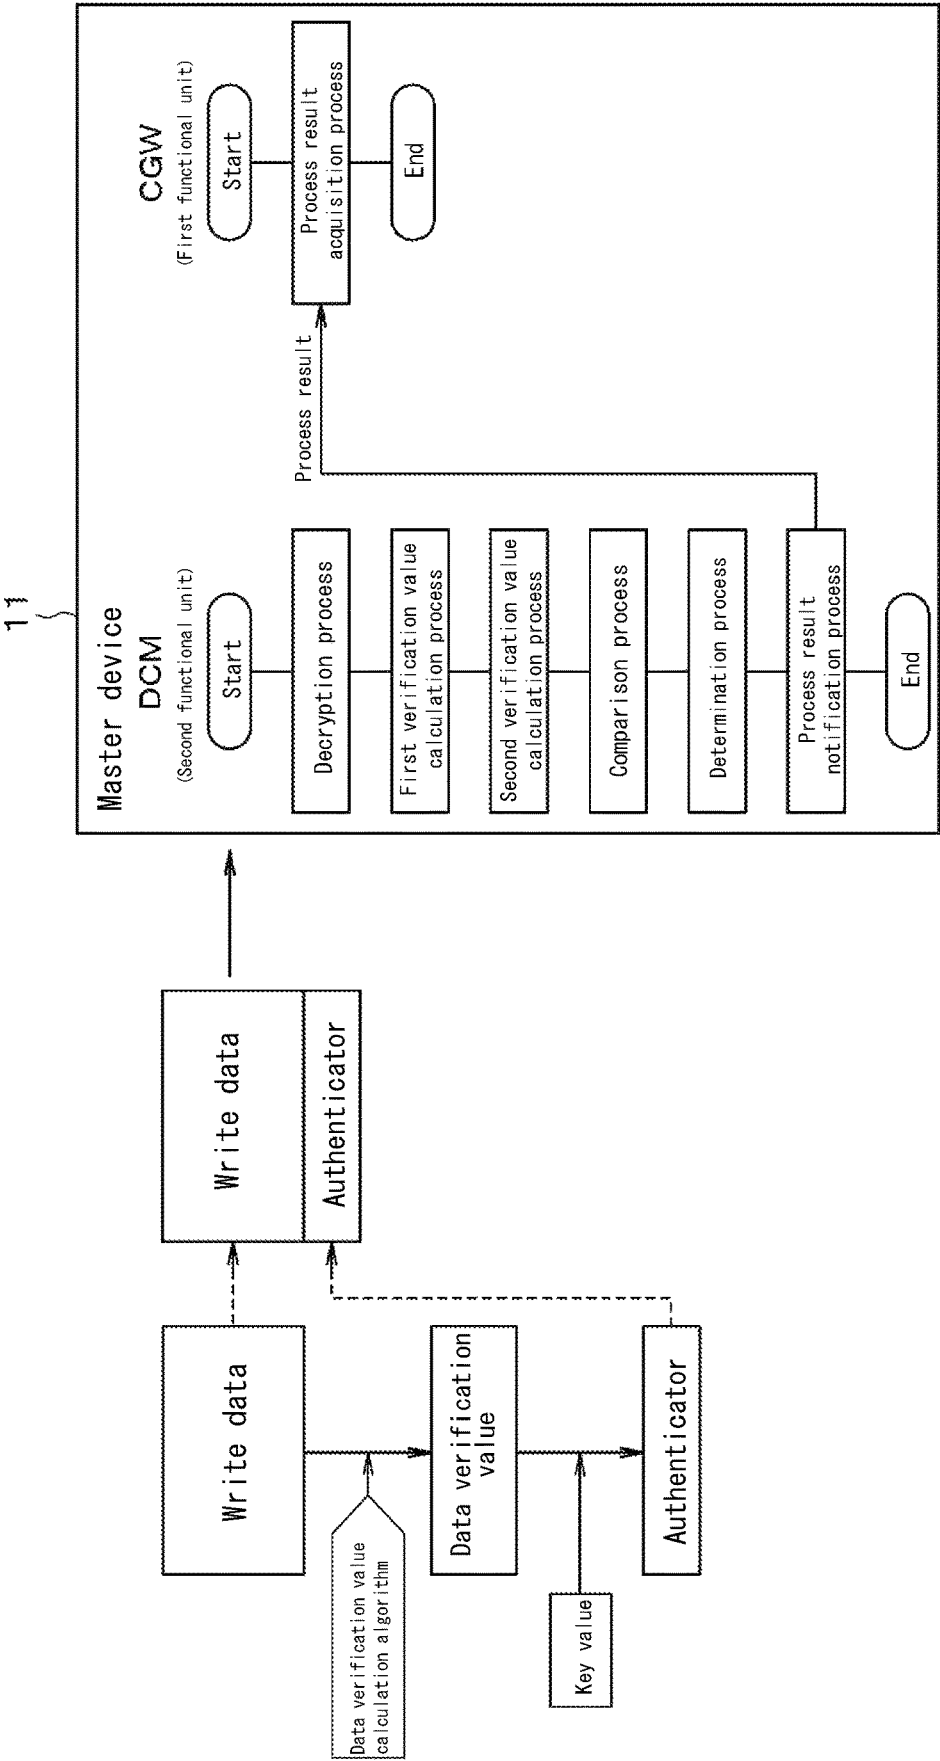 11
Master device
DCM
(Second functional unit)
Start
Decryption process
First verification value
calculation process
Second verification value
calculation process
Comparison process
Determination process
Process result
notification process
End
Process result
CGW
(First functional unit)
Start
Process result
acquisition process
End
Write data
Data verification value
calculation algorithm
Data verification
value
Key value
Authenticator
Write data
Authenticator